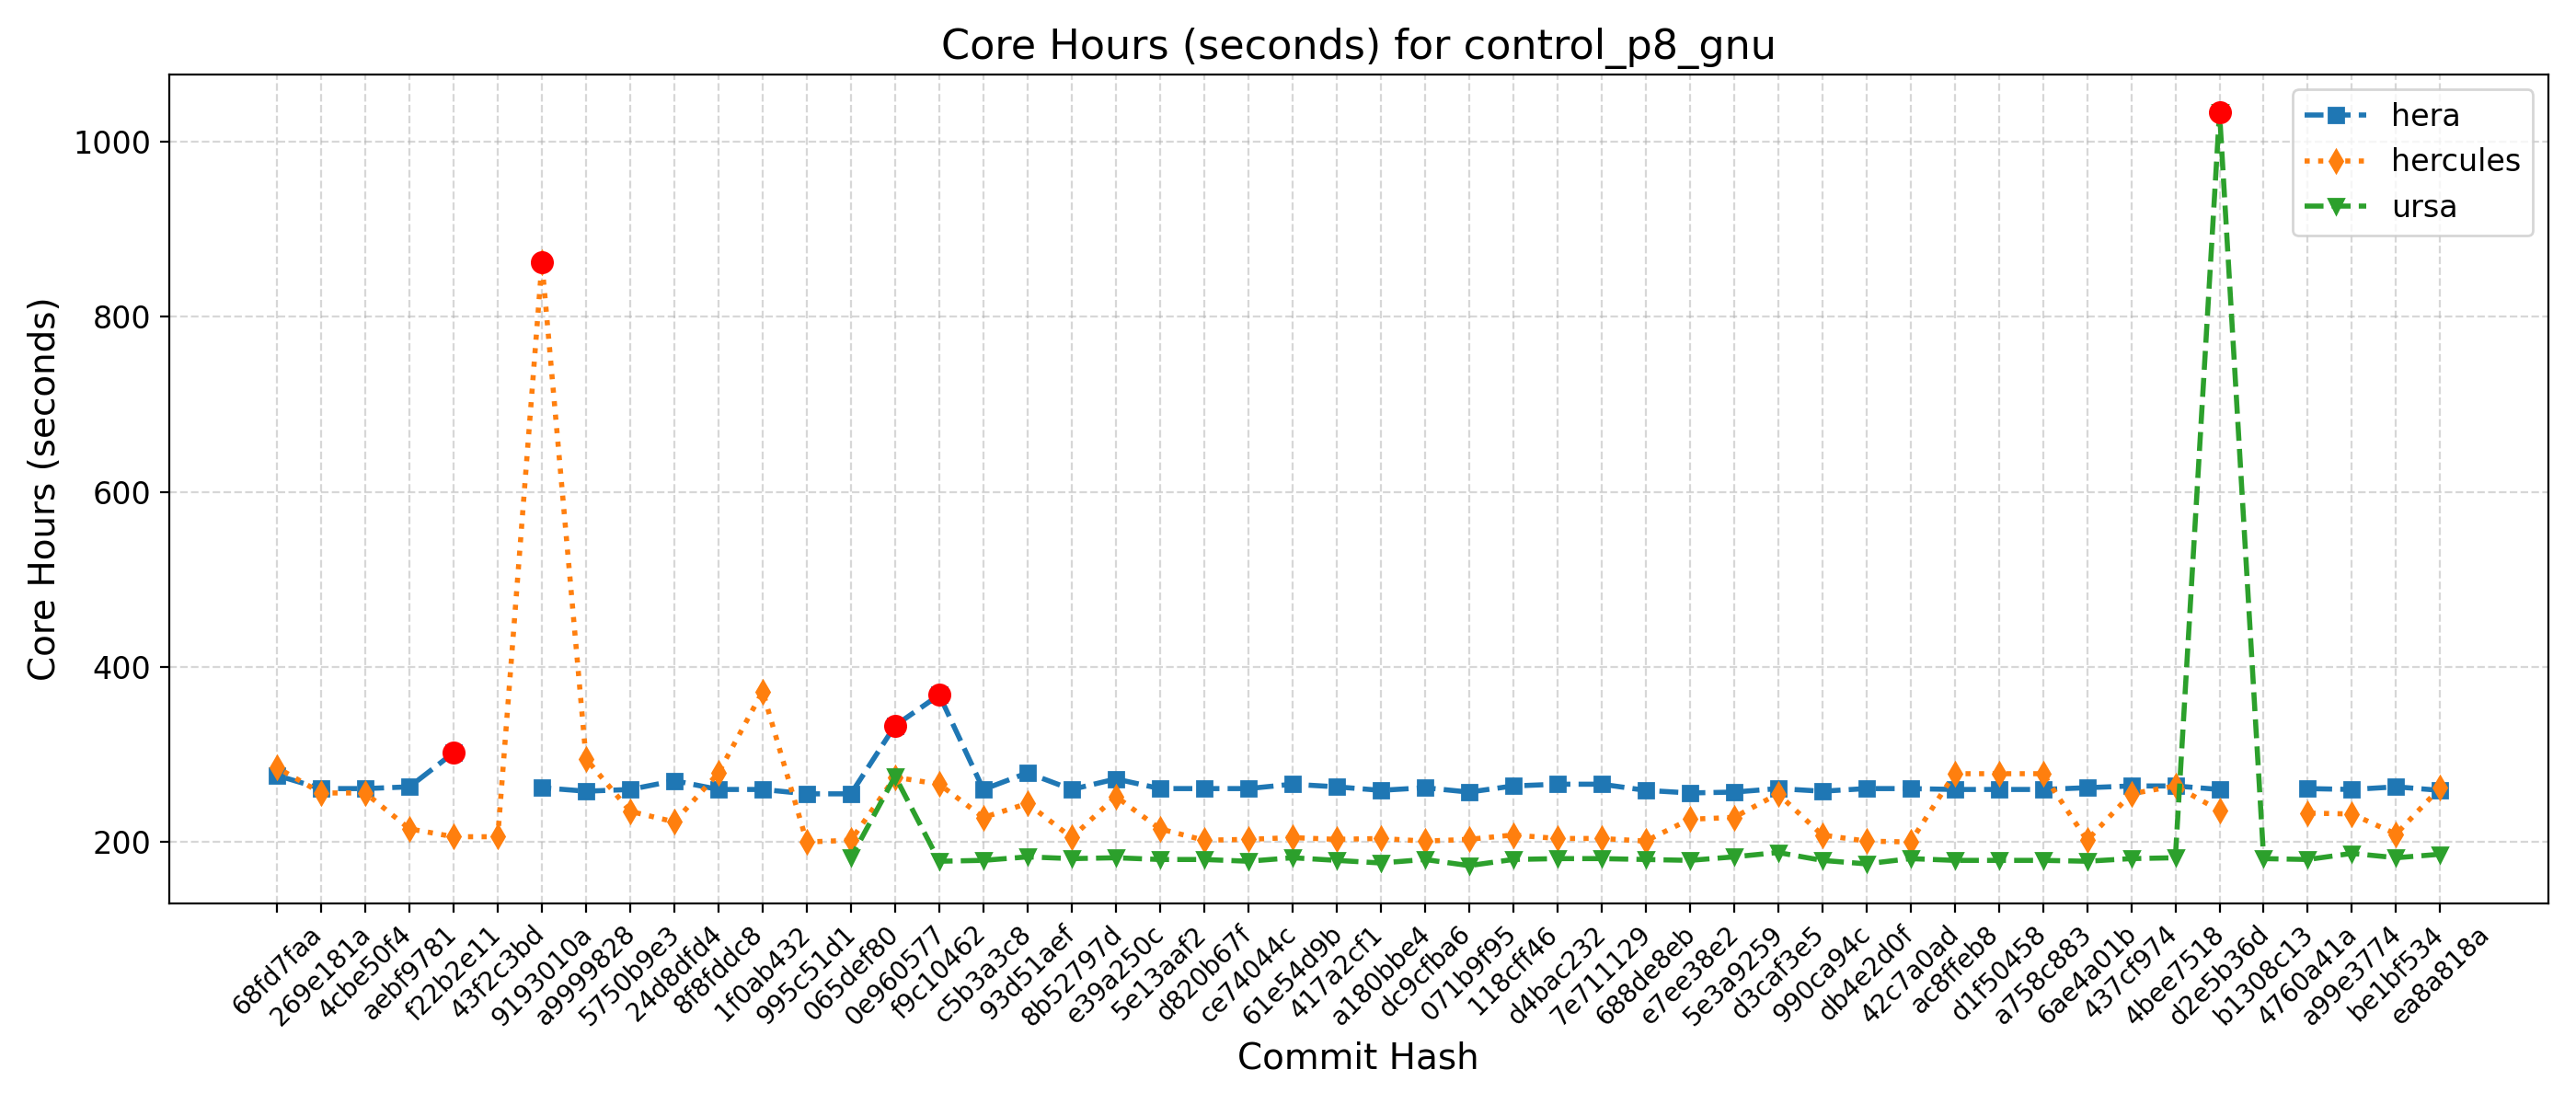 Core Hours (seconds) for control_p8_gnu
Core Hours (seconds)
1000
800
600
400
200
hera
hercules
ursa
68fd7faa
269e181a
4cbe50f4
aebf9781
f22b2e11
43f2c3bd
9193010a
a9999828
5750b9e3
24d8dfd4
8f8fddc8
1f0ab432
995c51d1
065def80
0e960577
f9c10462
c5b3a3c8
93d51aef
8b52797d
e39a250c
5e13aaf2
d820b67f
ce74044c
61e54d9b
417a2cf1
a180bbe4
dc9cfba6
071b9f95
118cff46
d4bac232
7e711129
688de8eb
e7ee38e2
5e3a9259
d3caf3e5
990ca94c
db4e2d0f
42c7a0ad
ac8ffeb8
d1f50458
a758c883
6ae4a01b
437cf974
4bee7518
d2e5b36d
b1308c13
4760a41a
a99e3774
be1bf534
ea8a818a
Commit Hash